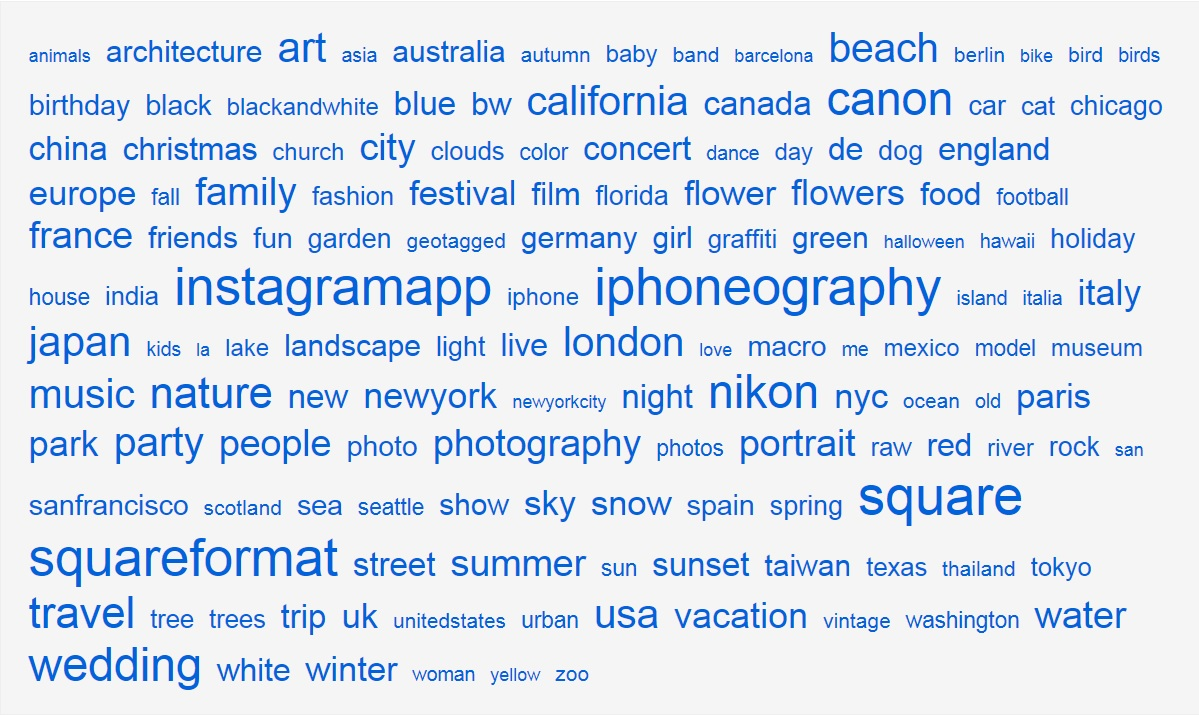 animals architecture art asia australia autumn baby band barcelona beach berlin bike bird birds
birthday black blackandwhite blue bw california canada canon car cat chicago
china christmas church city clouds color concert dance day de dog england
europe fall family fashion festival film florida flower flowers food football
france friends fun garden geotagged germany girl graffiti green halloween hawaii holiday
house india instagramapp iphone iphoneography island italia italy
japan kids la lake landscape light live london love macro me mexico model museum
music nature new newyork newyorkcity night nikon nyc ocean old paris
park party people photo photography photos portrait raw red river rock san
sanfrancisco scotland sea seattle show sky snow spain spring square
squareformat street summer sun sunset taiwan texas thailand tokyo
travel tree trees trip uk unitedstates urban usa vacation vintage washington water
wedding white winter woman yellow zoo